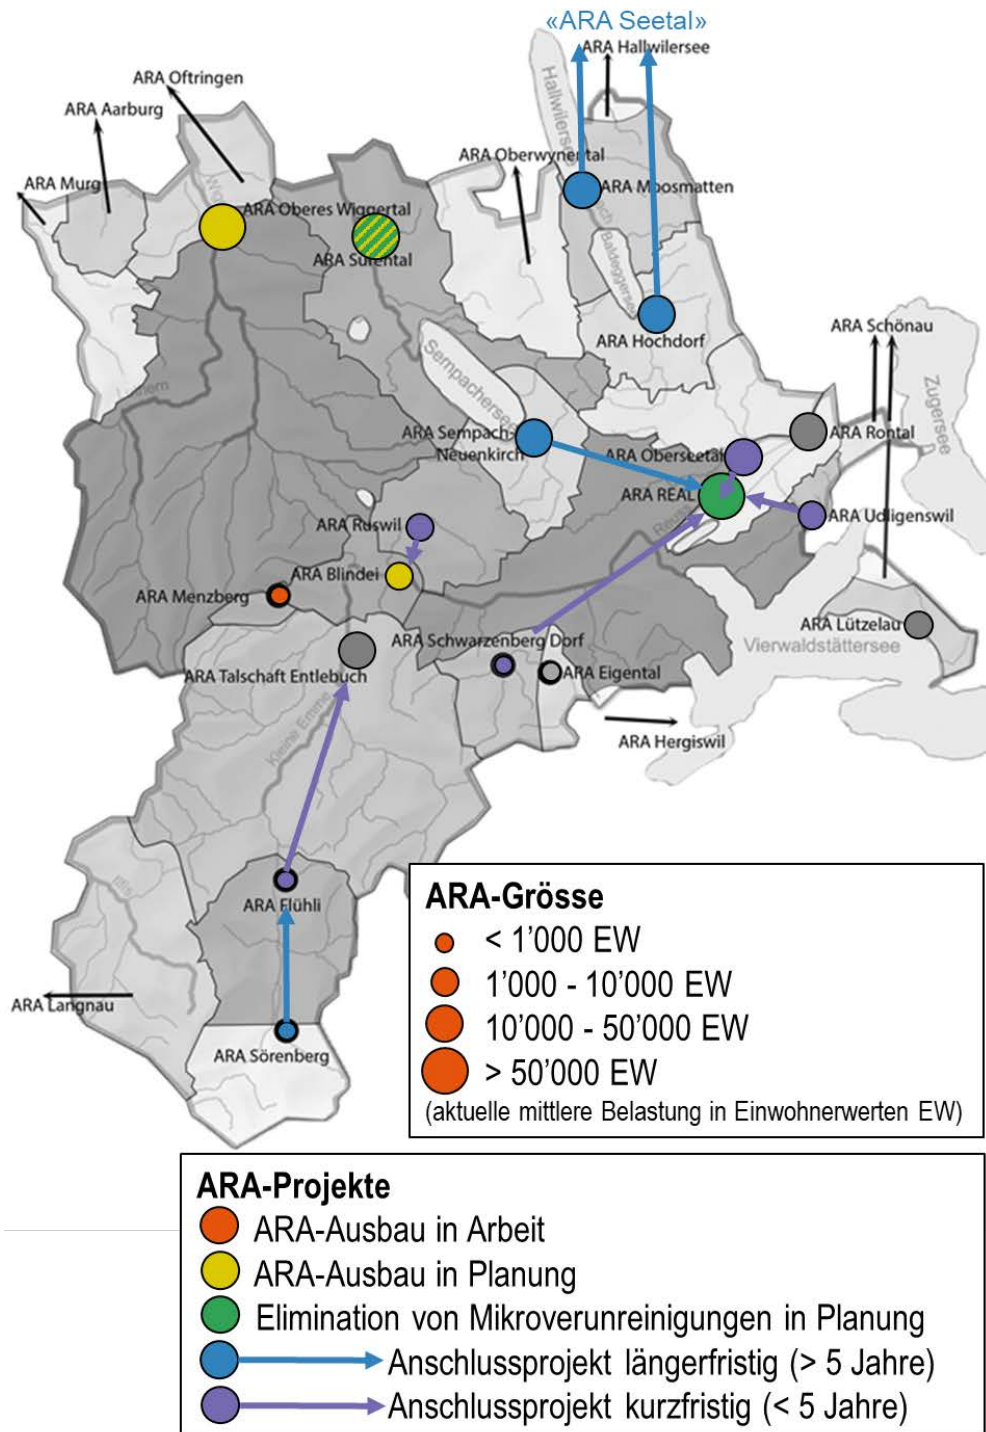 «ARA Seetal»
ARA Hallwilersee
Hallwilersee
ARA Oftringen
ARA Aarburg
ARA Oberwynental
ARA Murg
ARA Moosmatten
ARA Oberes Wiggertal
ARA Surental
Baldeggersee
ARA Hochdorf
ARA Schönau
Zugersee
Sempachersee
ARA Sempach-
Neuenkirch
ARA Rontal
ARA Oberseetal
ARA REAL
Reuss
ARA Udligenswil
ARA Ruswil
ARA Blindei
ARA Menzberg
ARA Schwarzenberg Dorf
ARA Lützelau
Vierwaldstättersee
ARA Talschaft Entlebuch
ARA Eigental
Kleine Emme
ARA Hergiswil
ARA Flühli
ARA Langnau
ARA Sörenberg
ARA-Grösse
< 1'000 EW
1'000 - 10'000 EW
10'000 - 50'000 EW
> 50'000 EW
(aktuelle mittlere Belastung in Einwohnerwerten EW)
ARA-Projekte
ARA-Ausbau in Arbeit
ARA-Ausbau in Planung
Elimination von Mikroverunreinigungen in Planung
Anschlussprojekt längerfristig (> 5 Jahre)
Anschlussprojekt kurzfristig (< 5 Jahre)